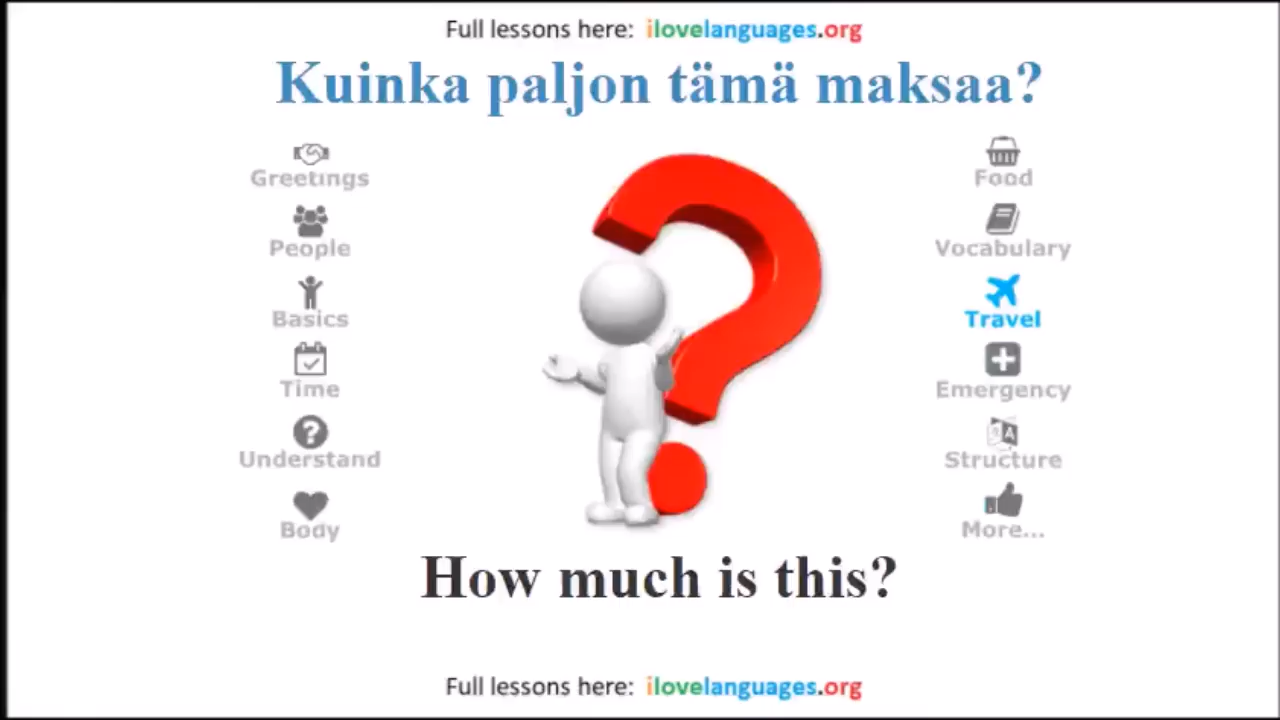 Full lessons here: ilovelanguages.org
Kuinka paljon tämä maksaa?
Greetings
People
Basics
Time
Understand
Body
Food
Vocabulary
Travel
Emergency
Structure
More...
How much is this?
Full lessons here: ilovelanguages.org